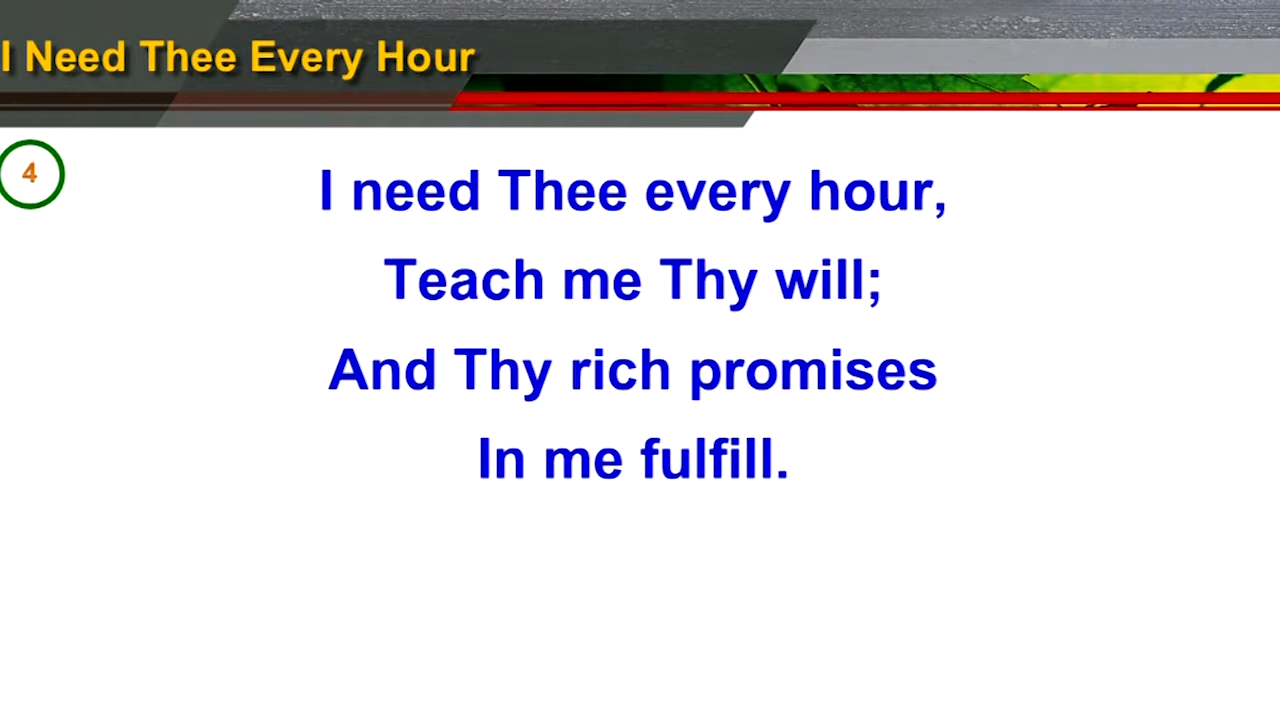 I Need Thee Every Hour
4
I need Thee every hour,
Teach me Thy will;
And Thy rich promises
In me fulfill.